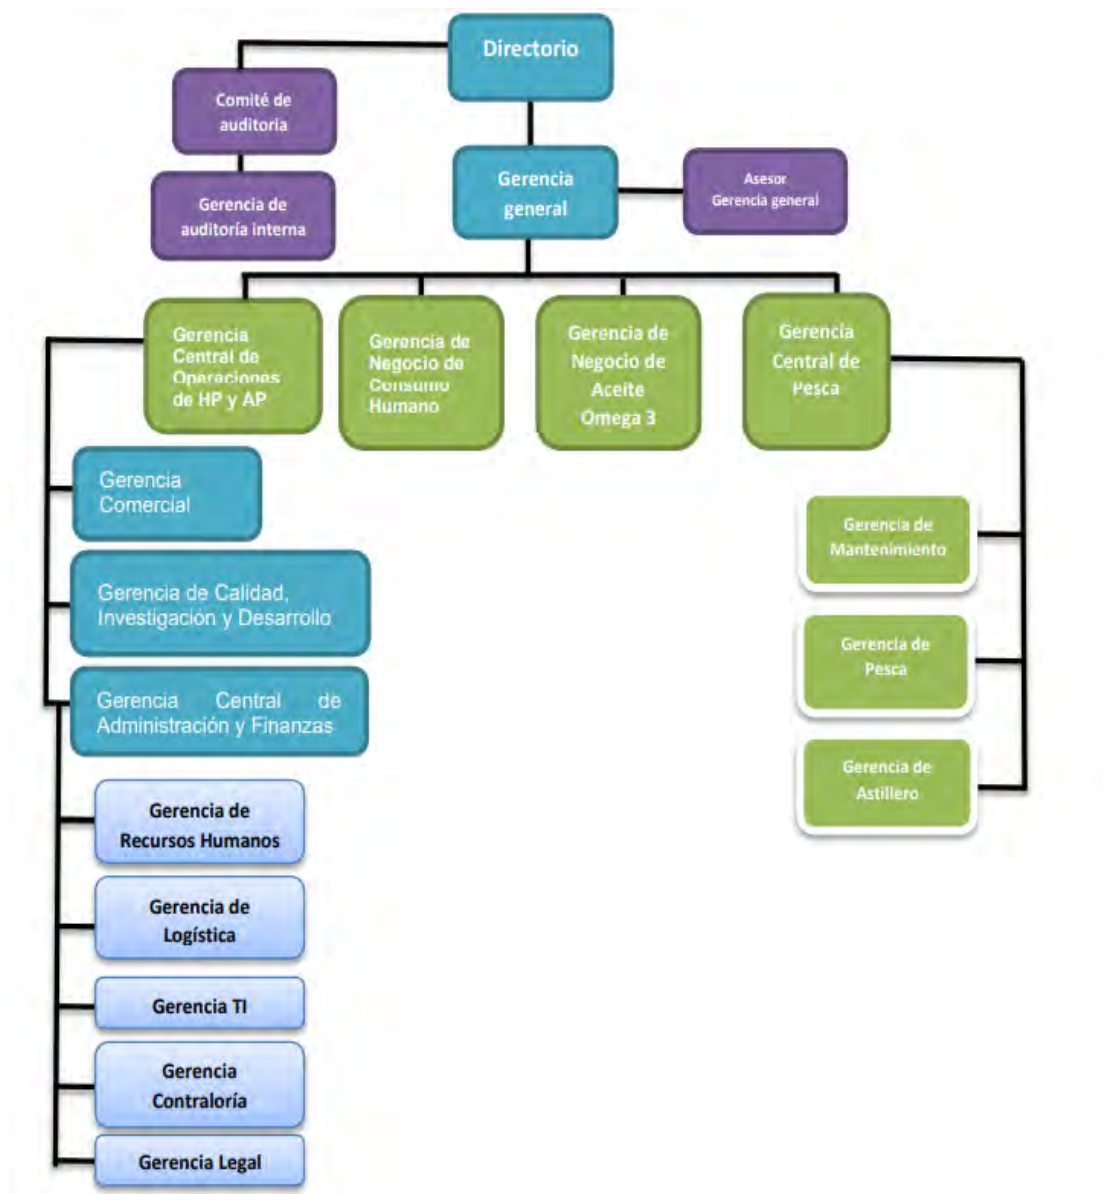 Directorio
Comité de
auditoria
Gerencia de
auditoría interna
Gerencia
general
Asesor
Gerencia general
Gerencia
Central de
Operaciones
de HP y AP
Gerencia de
Negocio de
Consumo
Humano
Gerencia de
Negocio de
Aceite
Omega 3
Gerencia
Central de
Pesca
Gerencia
Comercial
Gerencia de Calidad,
Investigación y Desarrollo
Gerencia Central de
Administración y Finanzas
Gerencia de
Recursos Humanos
Gerencia de
Logística
Gerencia TI
Gerencia
Contraloría
Gerencia Legal
Gerencia de
Mantenimiento
Gerencia de
Pesca
Gerencia de
Astillero